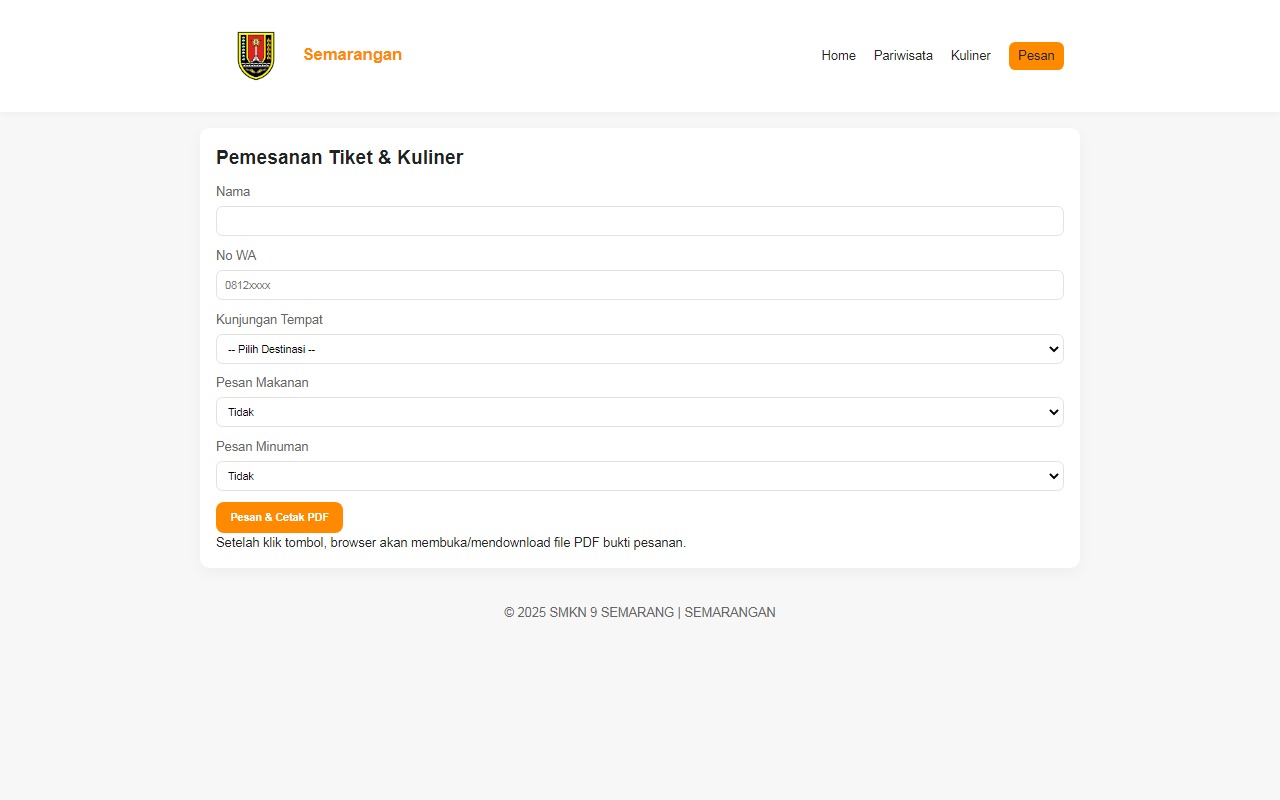 Semarangan
Home
Pariwisata
Kuliner
Pesan
Pemesanan Tiket & Kuliner
Nama
No WA
0812xxxx
Kunjungan Tempat
-- Pilih Destinasi --
Pesan Makanan
Tidak
Pesan Minuman
Tidak
Pesan & Cetak PDF
Setelah klik tombol, browser akan membuka/mendownload file PDF bukti pesanan.
© 2025 SMKN 9 SEMARANG | SEMARANGAN